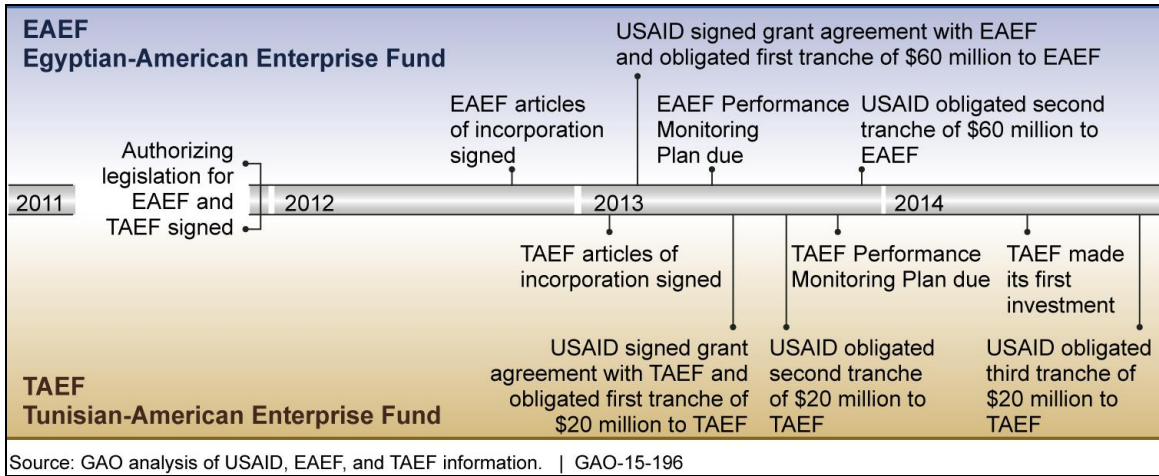 EAEF
Egyptian-American Enterprise Fund
USAID signed grant agreement with EAEF
and obligated first tranche of $60 million to EAEF
EAEF articles
of incorporation
signed
EAEF Performance
Monitoring
Plan due
USAID obligated second
tranche of $60 million to
EAEF
Authorizing
legislation for
EAEF and
TAEF signed
2011
2012
2013
2014
TAEF articles of
incorporation signed
TAEF Performance
Monitoring Plan due
TAEF made
its first
investment
USAID signed grant
agreement with TAEF and
obligated first tranche of
$20 million to TAEF
USAID obligated
second tranche
of $20 million to
TAEF
USAID obligated
third tranche of
$20 million to
TAEF
TAEF
Tunisian-American Enterprise Fund
Source: GAO analysis of USAID, EAEF, and TAEF information. | GAO-15-196